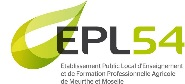 EPL54
Etablissement Public Local d'Enseignement
et de Formation Professionnelle Agricole
de Meurthe et Moselle